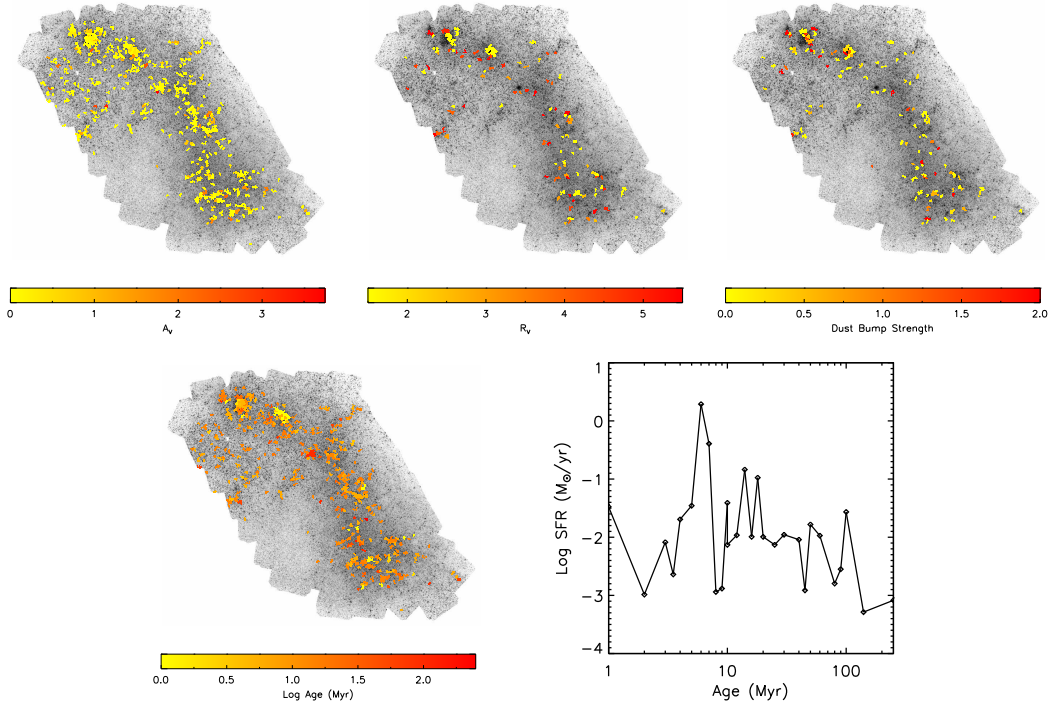 0 1 2 3
A_V
2 3 4 5
R_V
0.0 0.5 1.0 1.5 2.0
Dust Bump Strength
0.0 0.5 1.0 1.5 2.0
Log Age (Myr)
1
0
−1
−2
−3
−4
Log SFR (M⊙/yr)
1 10 100
Age (Myr)